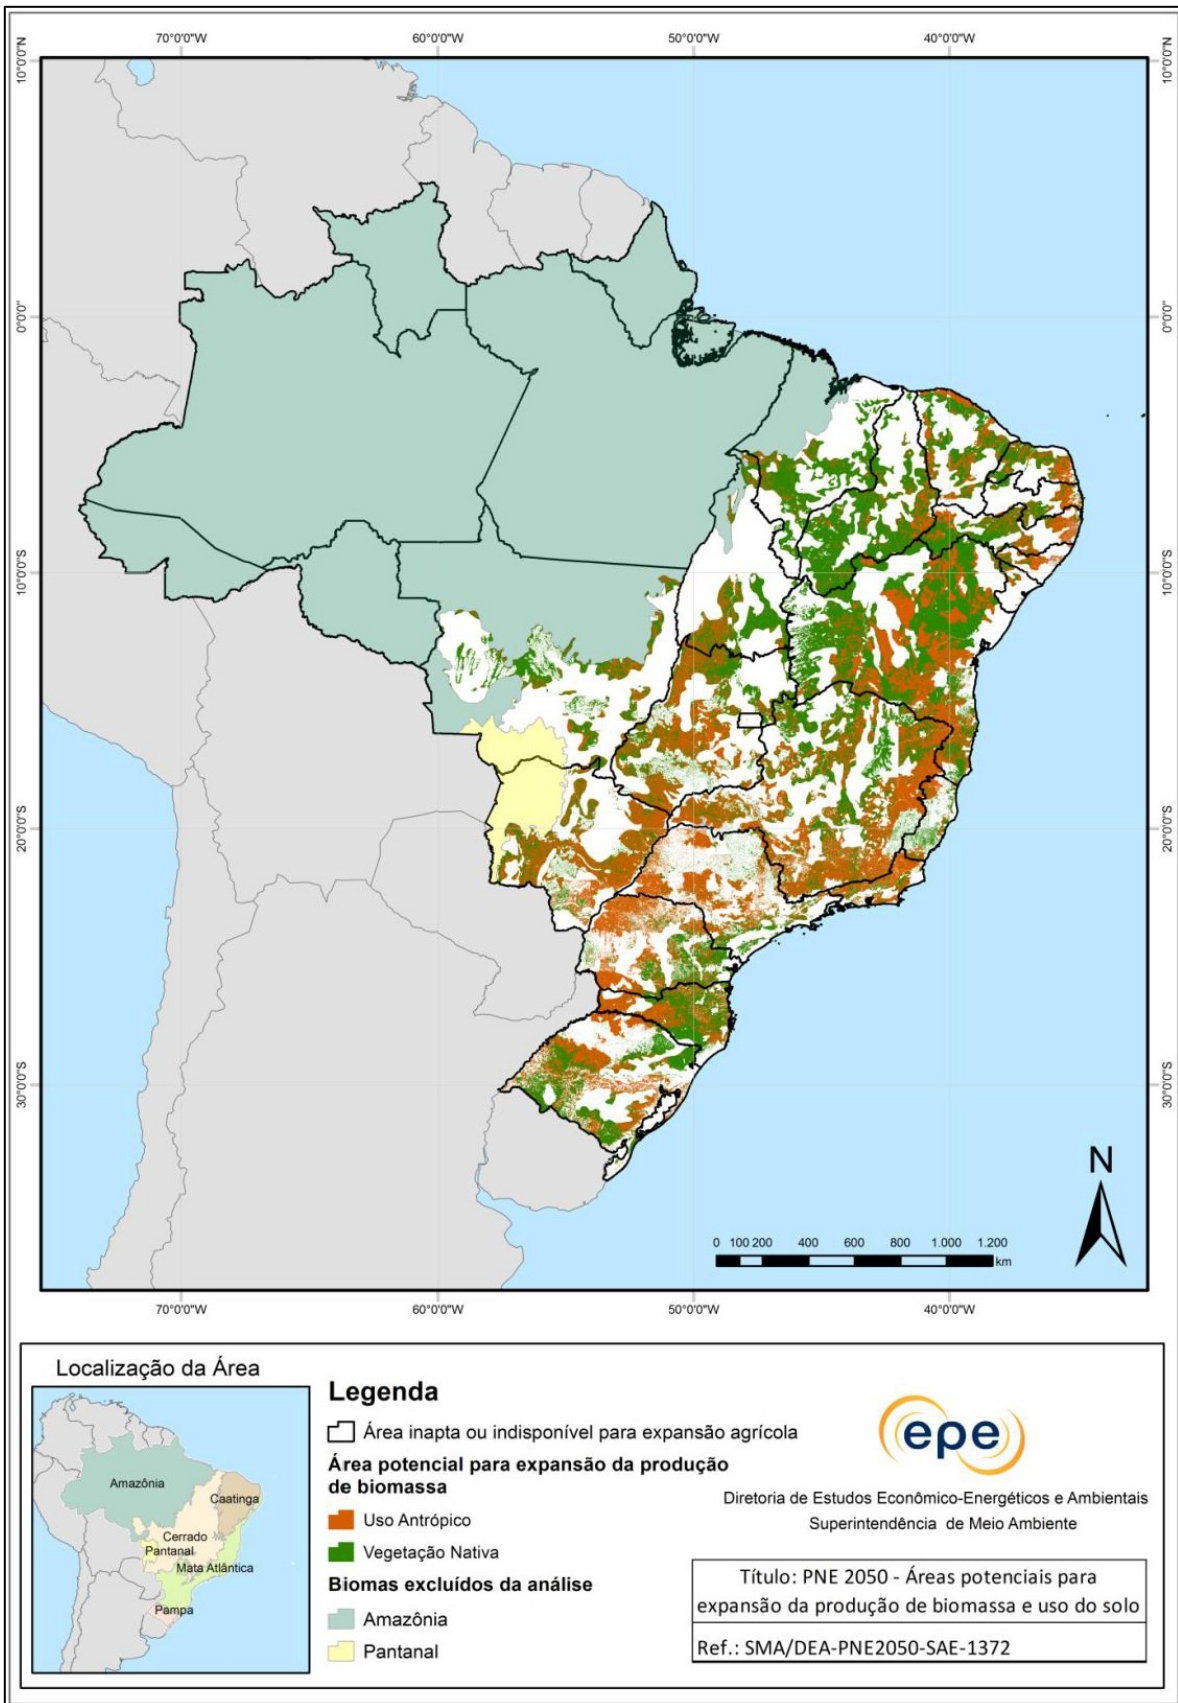 70°0'0"W
60°0'0"W
50°0'0"W
40°0'0"W
10°0'0"N
10°0'0"N
0°0'0"
0°0'0"
10°0'0"S
10°0'0"S
20°0'0"S
20°0'0"S
30°0'0"S
30°0'0"S
N
0 100 200 400 600 800 1.000 1.200
km
70°0'0"W
60°0'0"W
50°0'0"W
40°0'0"W
Localização da Área
Amazônia
Caatinga
Cerrado
Pantanal
Mata Atlântica
Pampa
Legenda
Área inapta ou indisponível para expansão agrícola
Área potencial para expansão da produção
de biomassa
Uso Antrópico
Vegetação Nativa
Biomas excluídos da análise
Amazônia
Pantanal
epe
Diretoria de Estudos Econômico-Energéticos e Ambientais
Superintendência de Meio Ambiente
Título: PNE 2050 - Áreas potenciais para
expansão da produção de biomassa e uso do solo
Ref.: SMA/DEA-PNE2050-SAE-1372